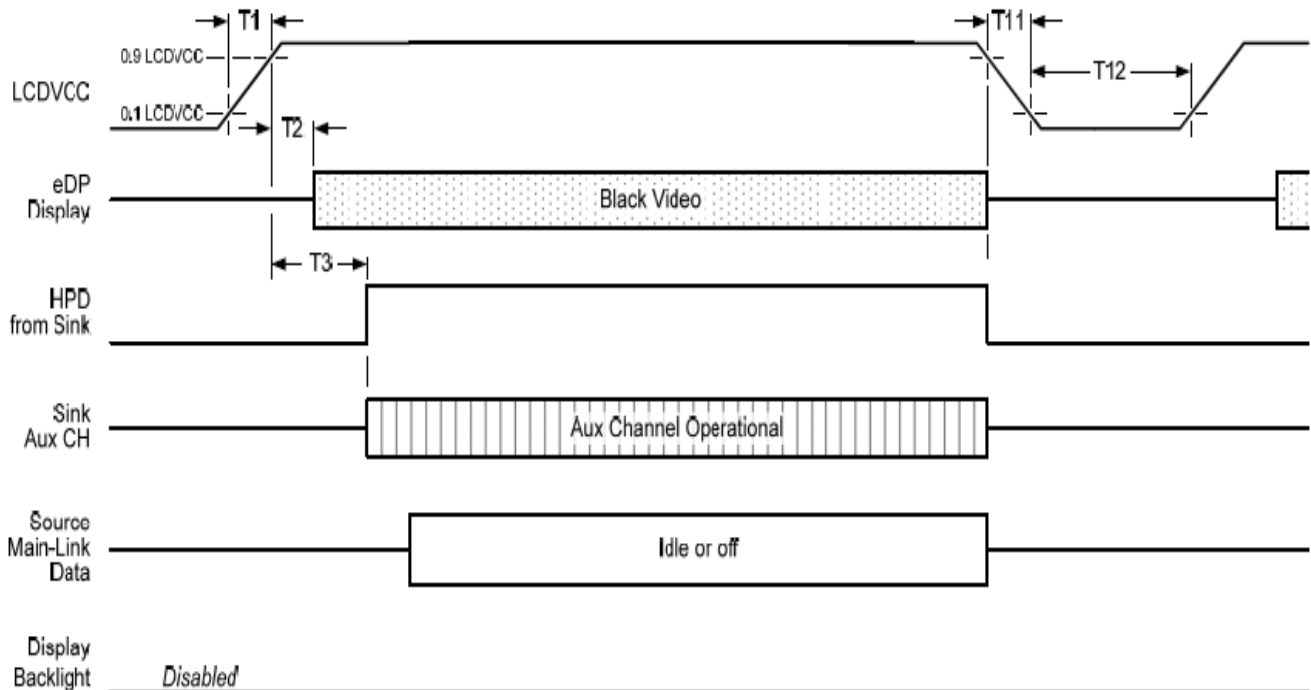 T1
T11
0.9 LCDVCC
LCDVCC
T12
0.1 LCDVCC
T2
eDP
Display
Black Video
T3
HPD
from Sink
Sink
Aux CH
Aux Channel Operational
Source
Main-Link
Data
Idle or off
Display
Backlight
Disabled